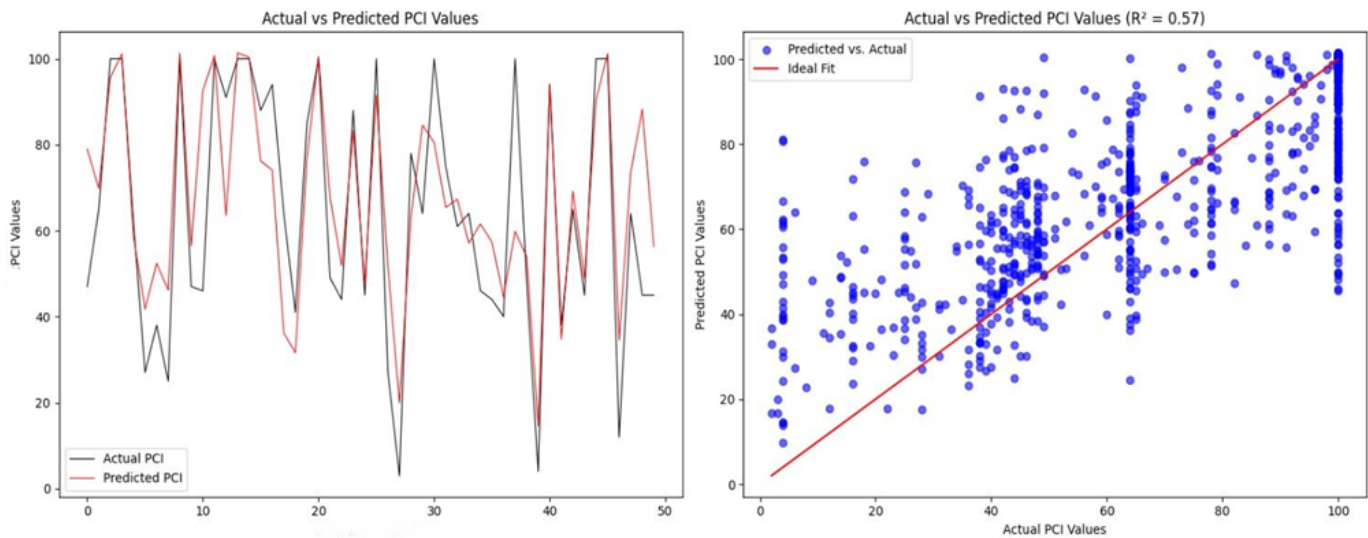 Actual vs Predicted PCI Values
:PCI Values
100
80
60
40
20
0
Actual PCI
Predicted PCI
0 10 20 30 40 50
Actual vs Predicted PCI Values (R² = 0.57)
Predicted PCI Values
100
80
60
40
20
0
Predicted vs. Actual
Ideal Fit
0 20 40 60 80 100
Actual PCI Values